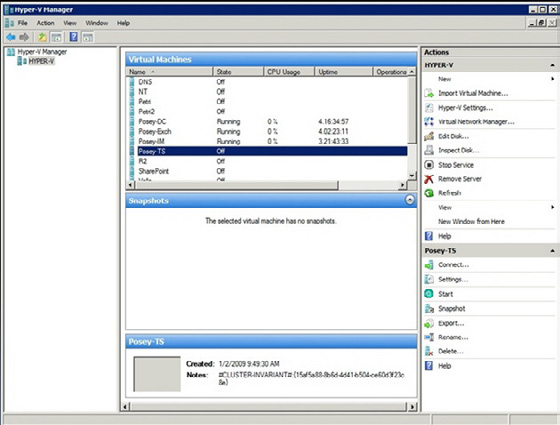 Hyper-V Manager
File Action View Window Help
Hyper-V Manager
HYPER-V
Virtual Machines
Name State CPU Usage Uptime Operations
DNS Off
NT Off
Petri Off
Petri2 Off
Posey-DC Running 0 % 4.16:34:57
Posey-Exch Running 0 % 4.02:23:11
Posey-IM Running 0 % 3.21:43:33
Posey-TS Off
R2 Off
SharePoint Off
Off
Snapshots
The selected virtual machine has no snapshots.
Posey-TS
Created: 1/2/2009 9:49:30 AM
Notes: #CLUSTER-INVARIANT#:{15af5a88-8b6d-4d41-b504-ce60d3f23c
8e}
Actions
HYPER-V
New
Import Virtual Machine...
Hyper-V Settings...
Virtual Network Manager...
Edit Disk...
Inspect Disk...
Stop Service
Remove Server
Refresh
View
New Window from Here
Help
Posey-TS
Connect...
Settings...
Start
Snapshot
Export...
Rename...
Delete...
Help